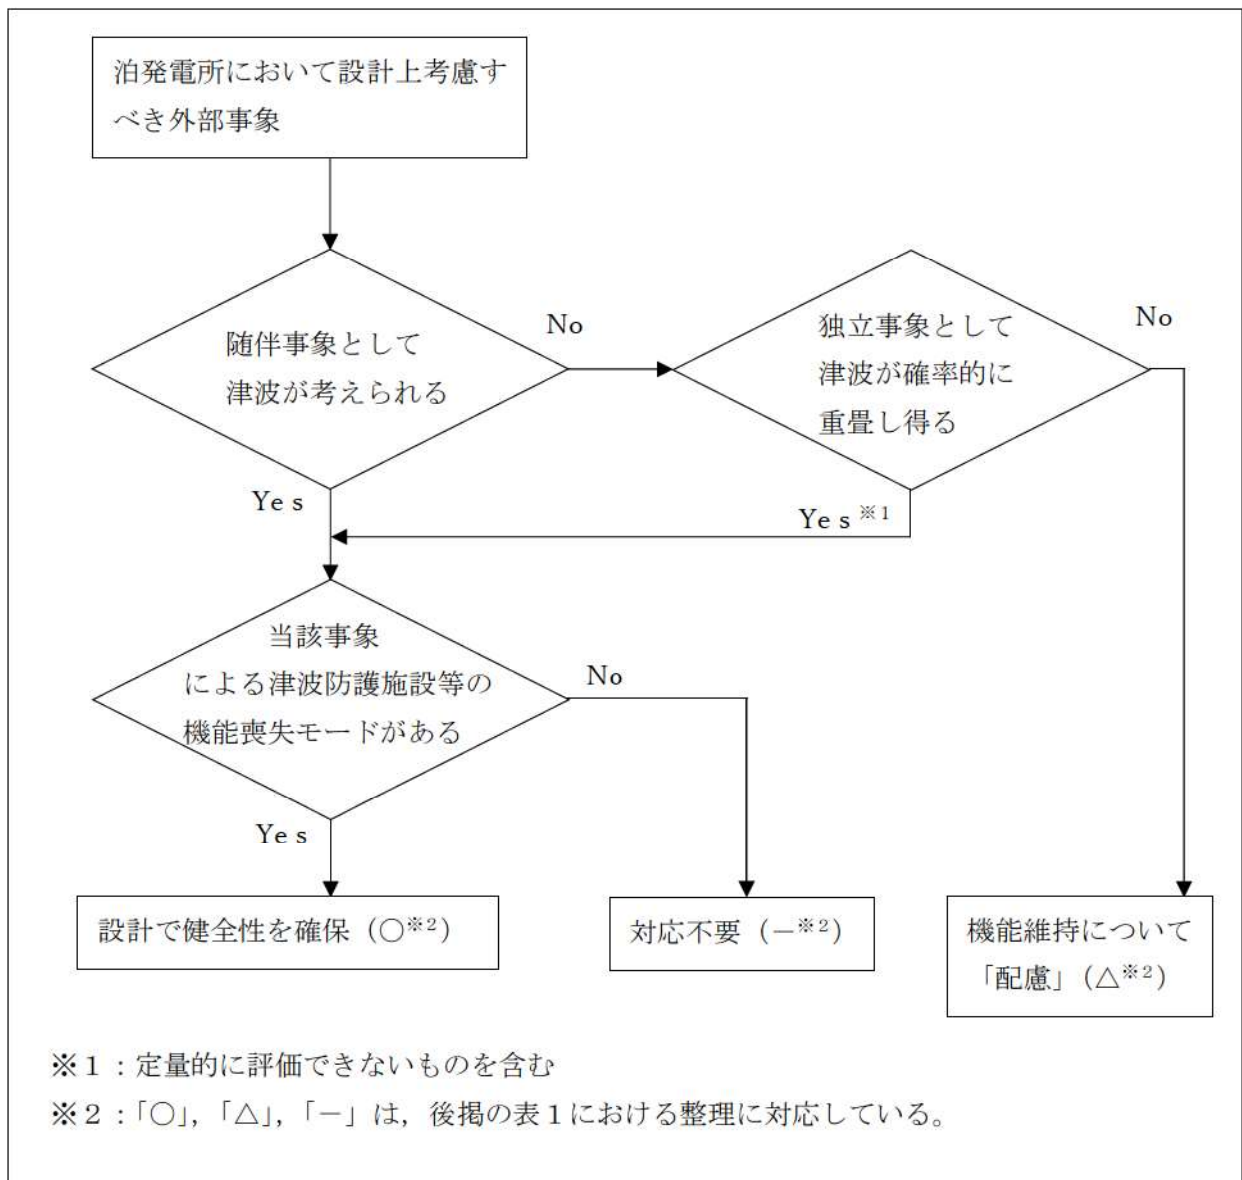 泊発電所において設計上考慮す
べき外部事象
随伴事象として
津波が考えられる
No
独立事象として
津波が確率的に
重畳し得る
No
Yes
Yes※1
当該事象
による津波防護施設等の
機能喪失モードがある
No
Yes
設計で健全性を確保（○※2）
対応不要（－※2）
機能維持について
「配慮」（△※2）
※１：定量的に評価できないものを含む
※２：「○」，「△」，「－」は，後掲の表１における整理に対応している。